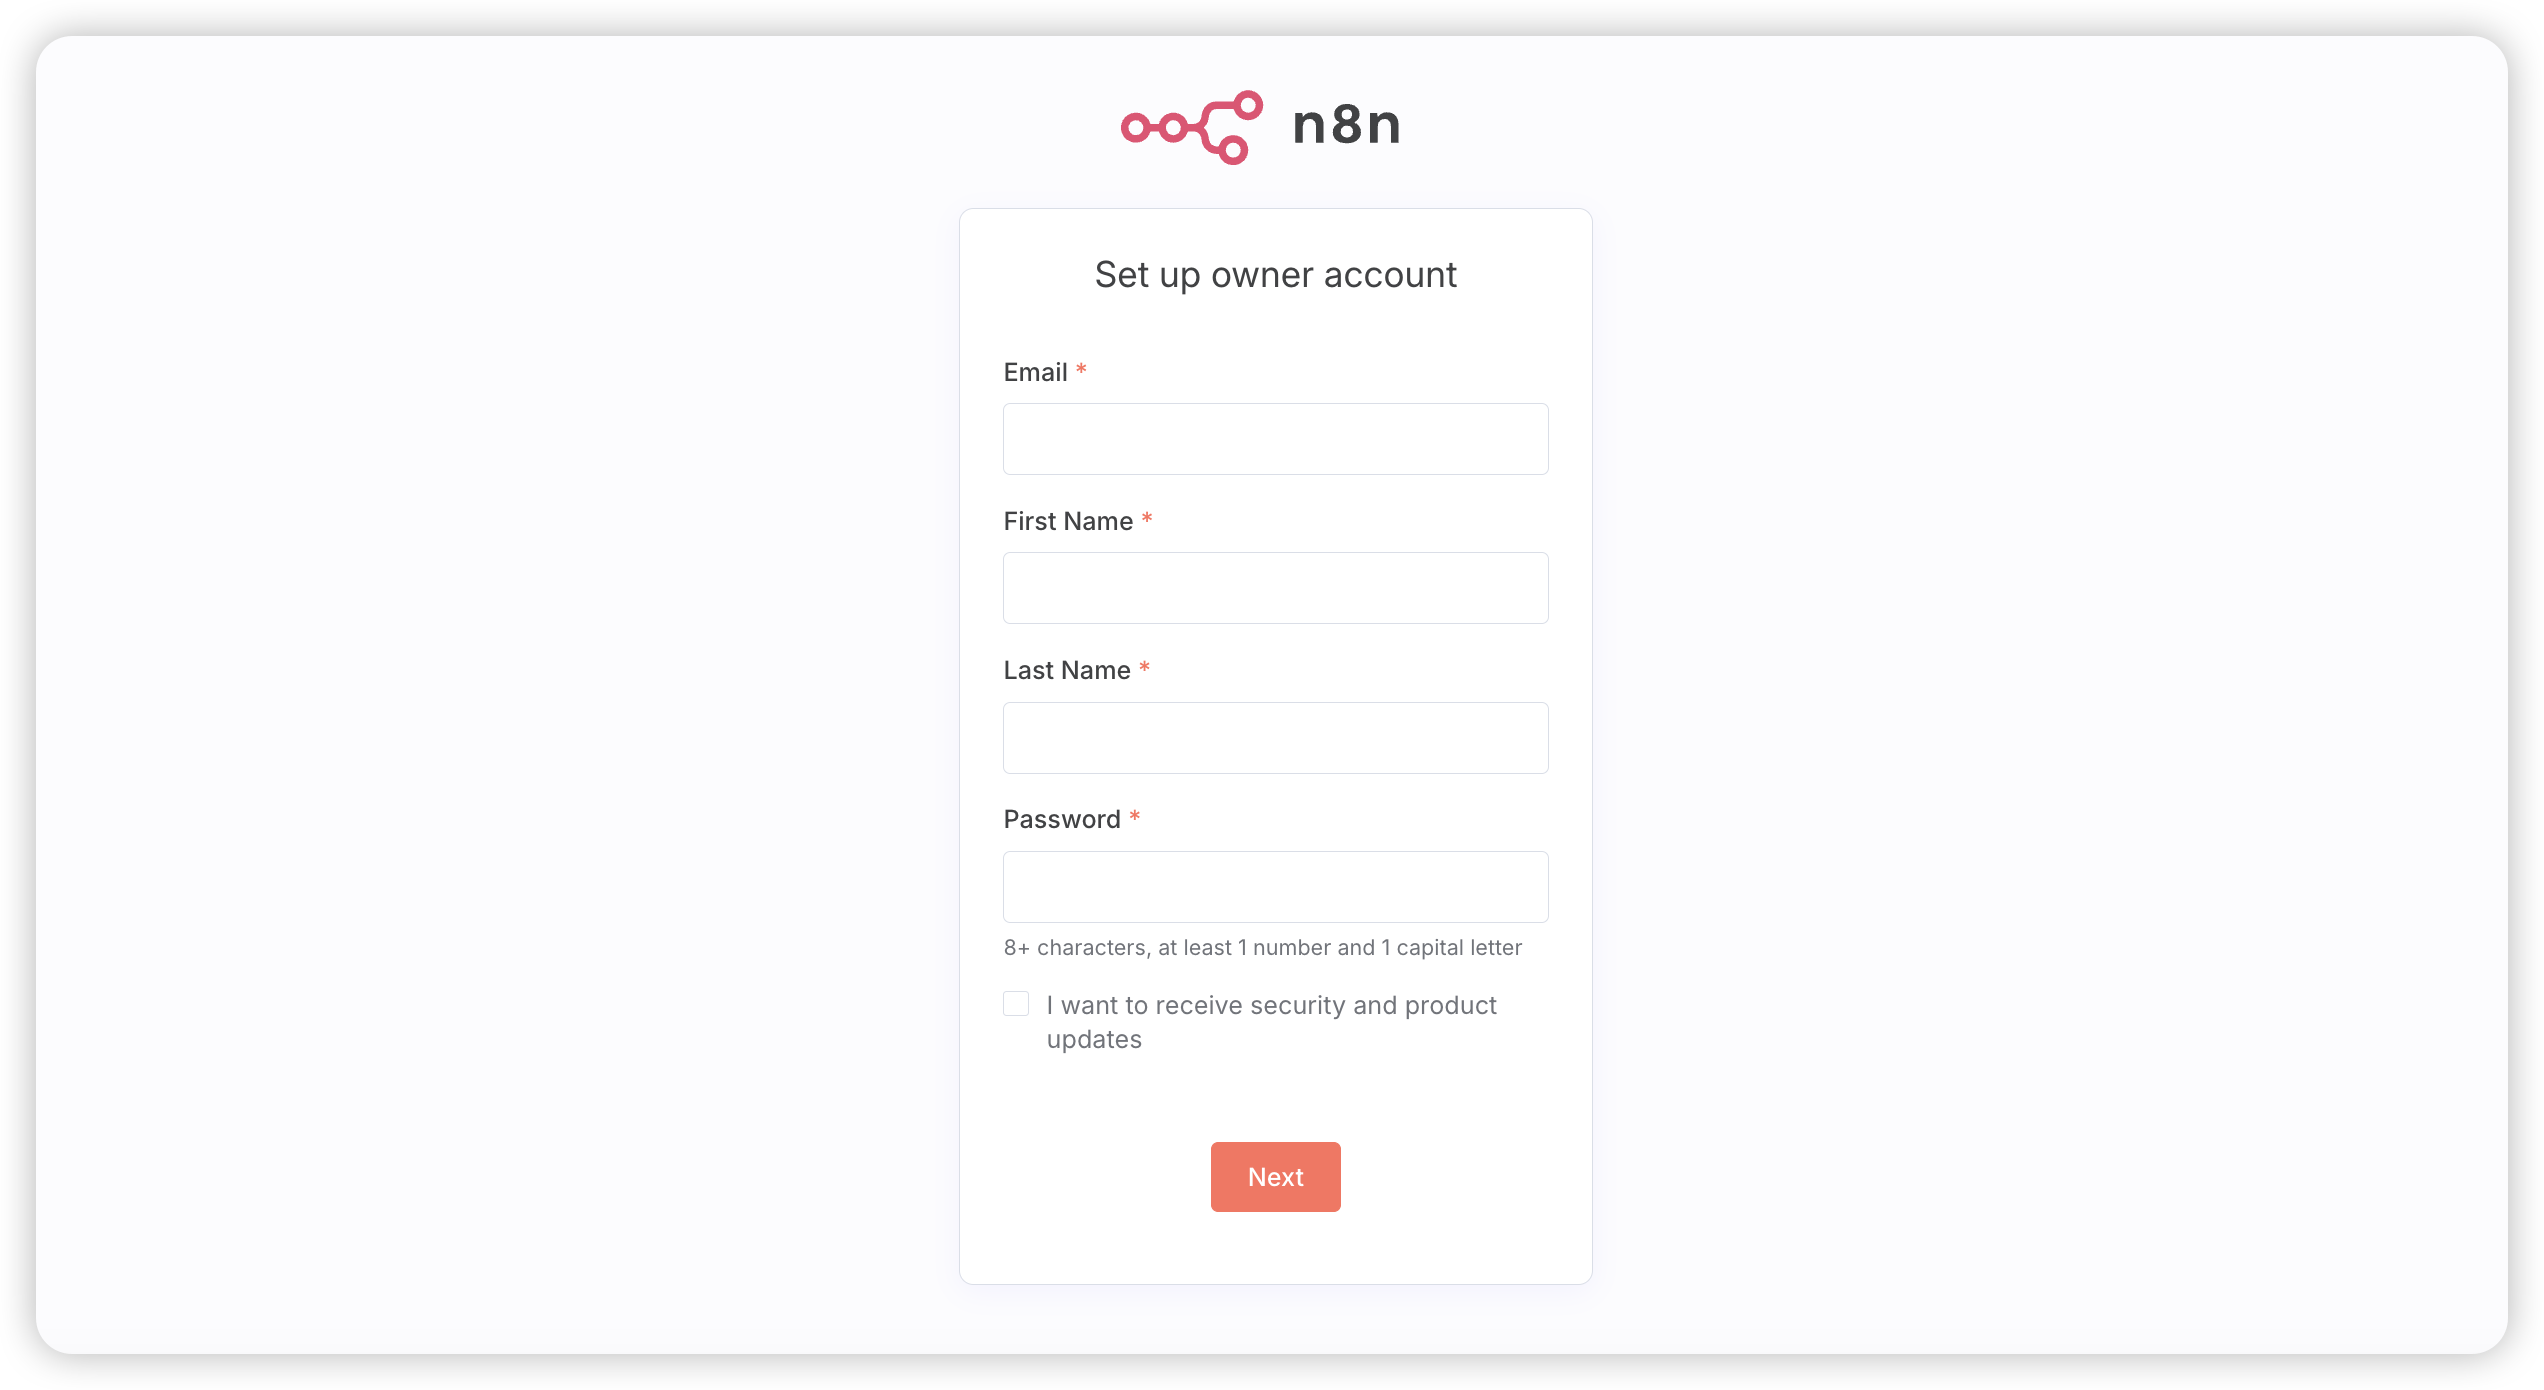 n8n
Set up owner account
Email *
First Name *
Last Name *
Password *
8+ characters, at least 1 number and 1 capital letter
I want to receive security and product
updates
Next